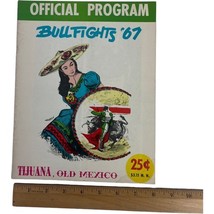 OFFICIAL PROGRAM
BULLFIGHTS '67
25¢
TIJUANA, OLD MEXICO